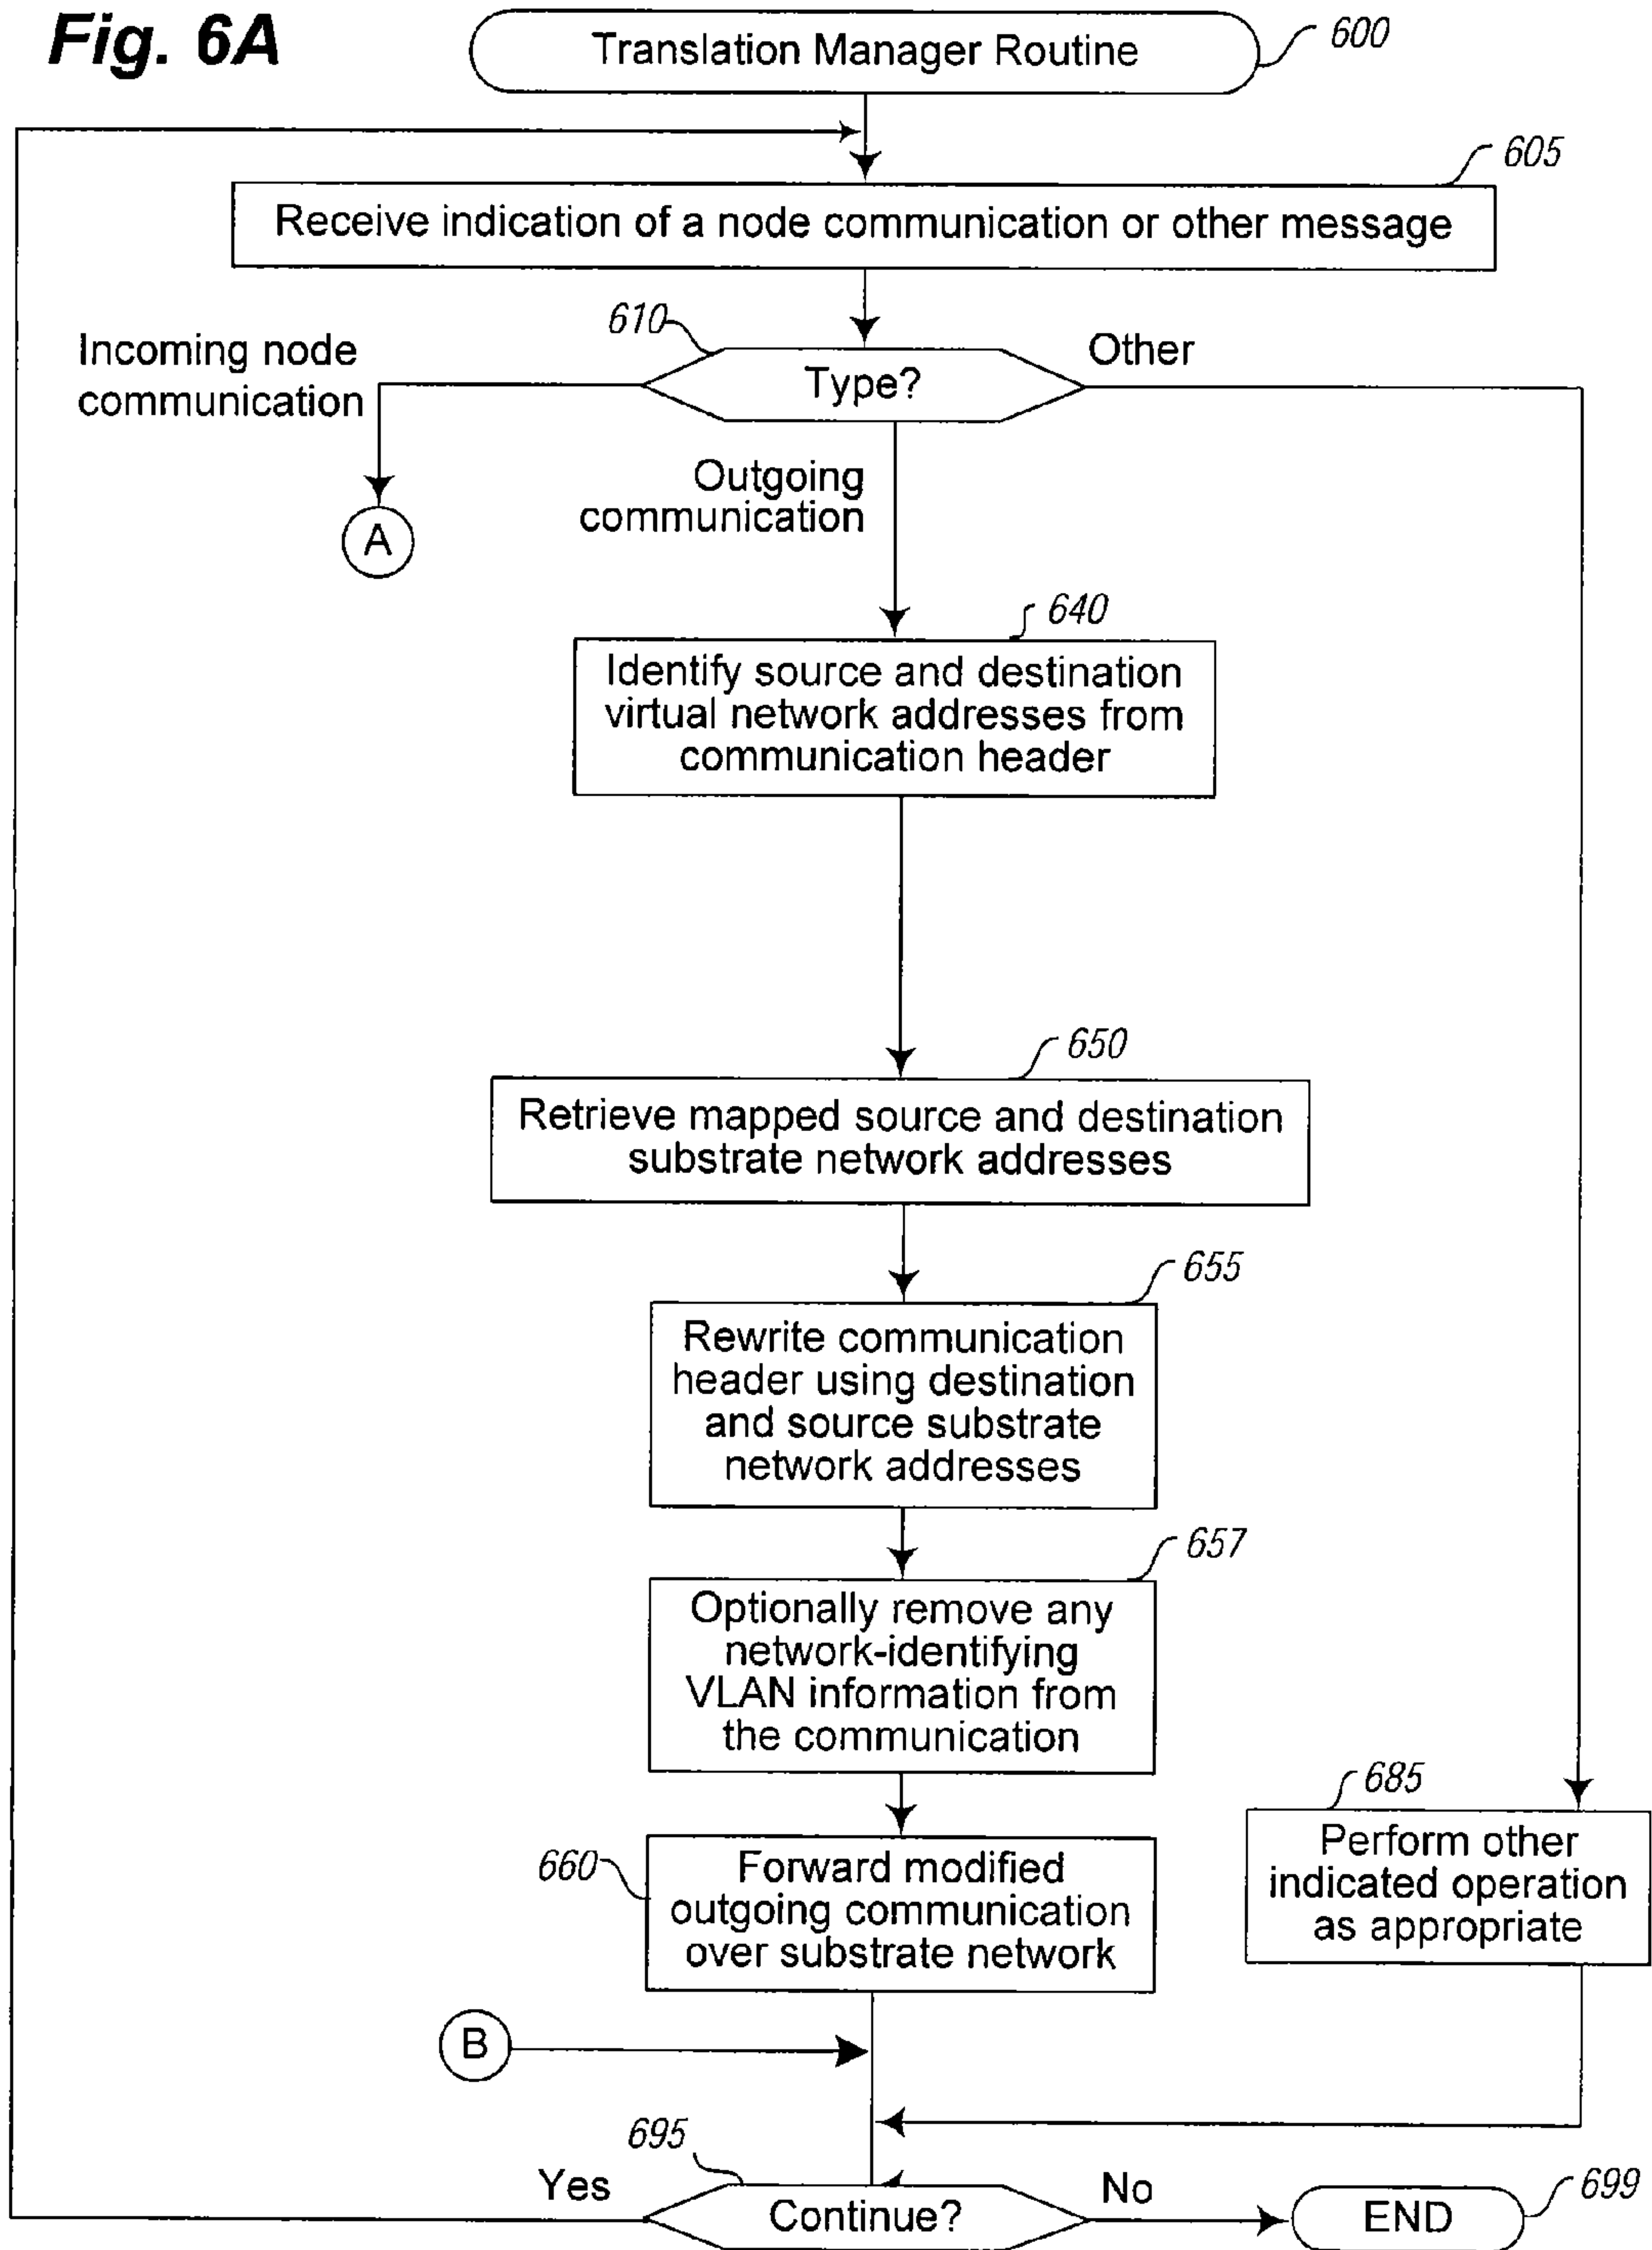 Fig. 6A
Translation Manager Routine
600
605
Receive indication of a node communication or other message
610
Incoming node
communication
Type?
Other
Outgoing
communication
A
640
Identify source and destination
virtual network addresses from
communication header
650
Retrieve mapped source and destination
substrate network addresses
655
Rewrite communication
header using destination
and source substrate
network addresses
657
Optionally remove any
network-identifying
VLAN information from
the communication
685
Perform other
indicated operation
as appropriate
660
Forward modified
outgoing communication
over substrate network
B
695
Yes
Continue?
No
END
699